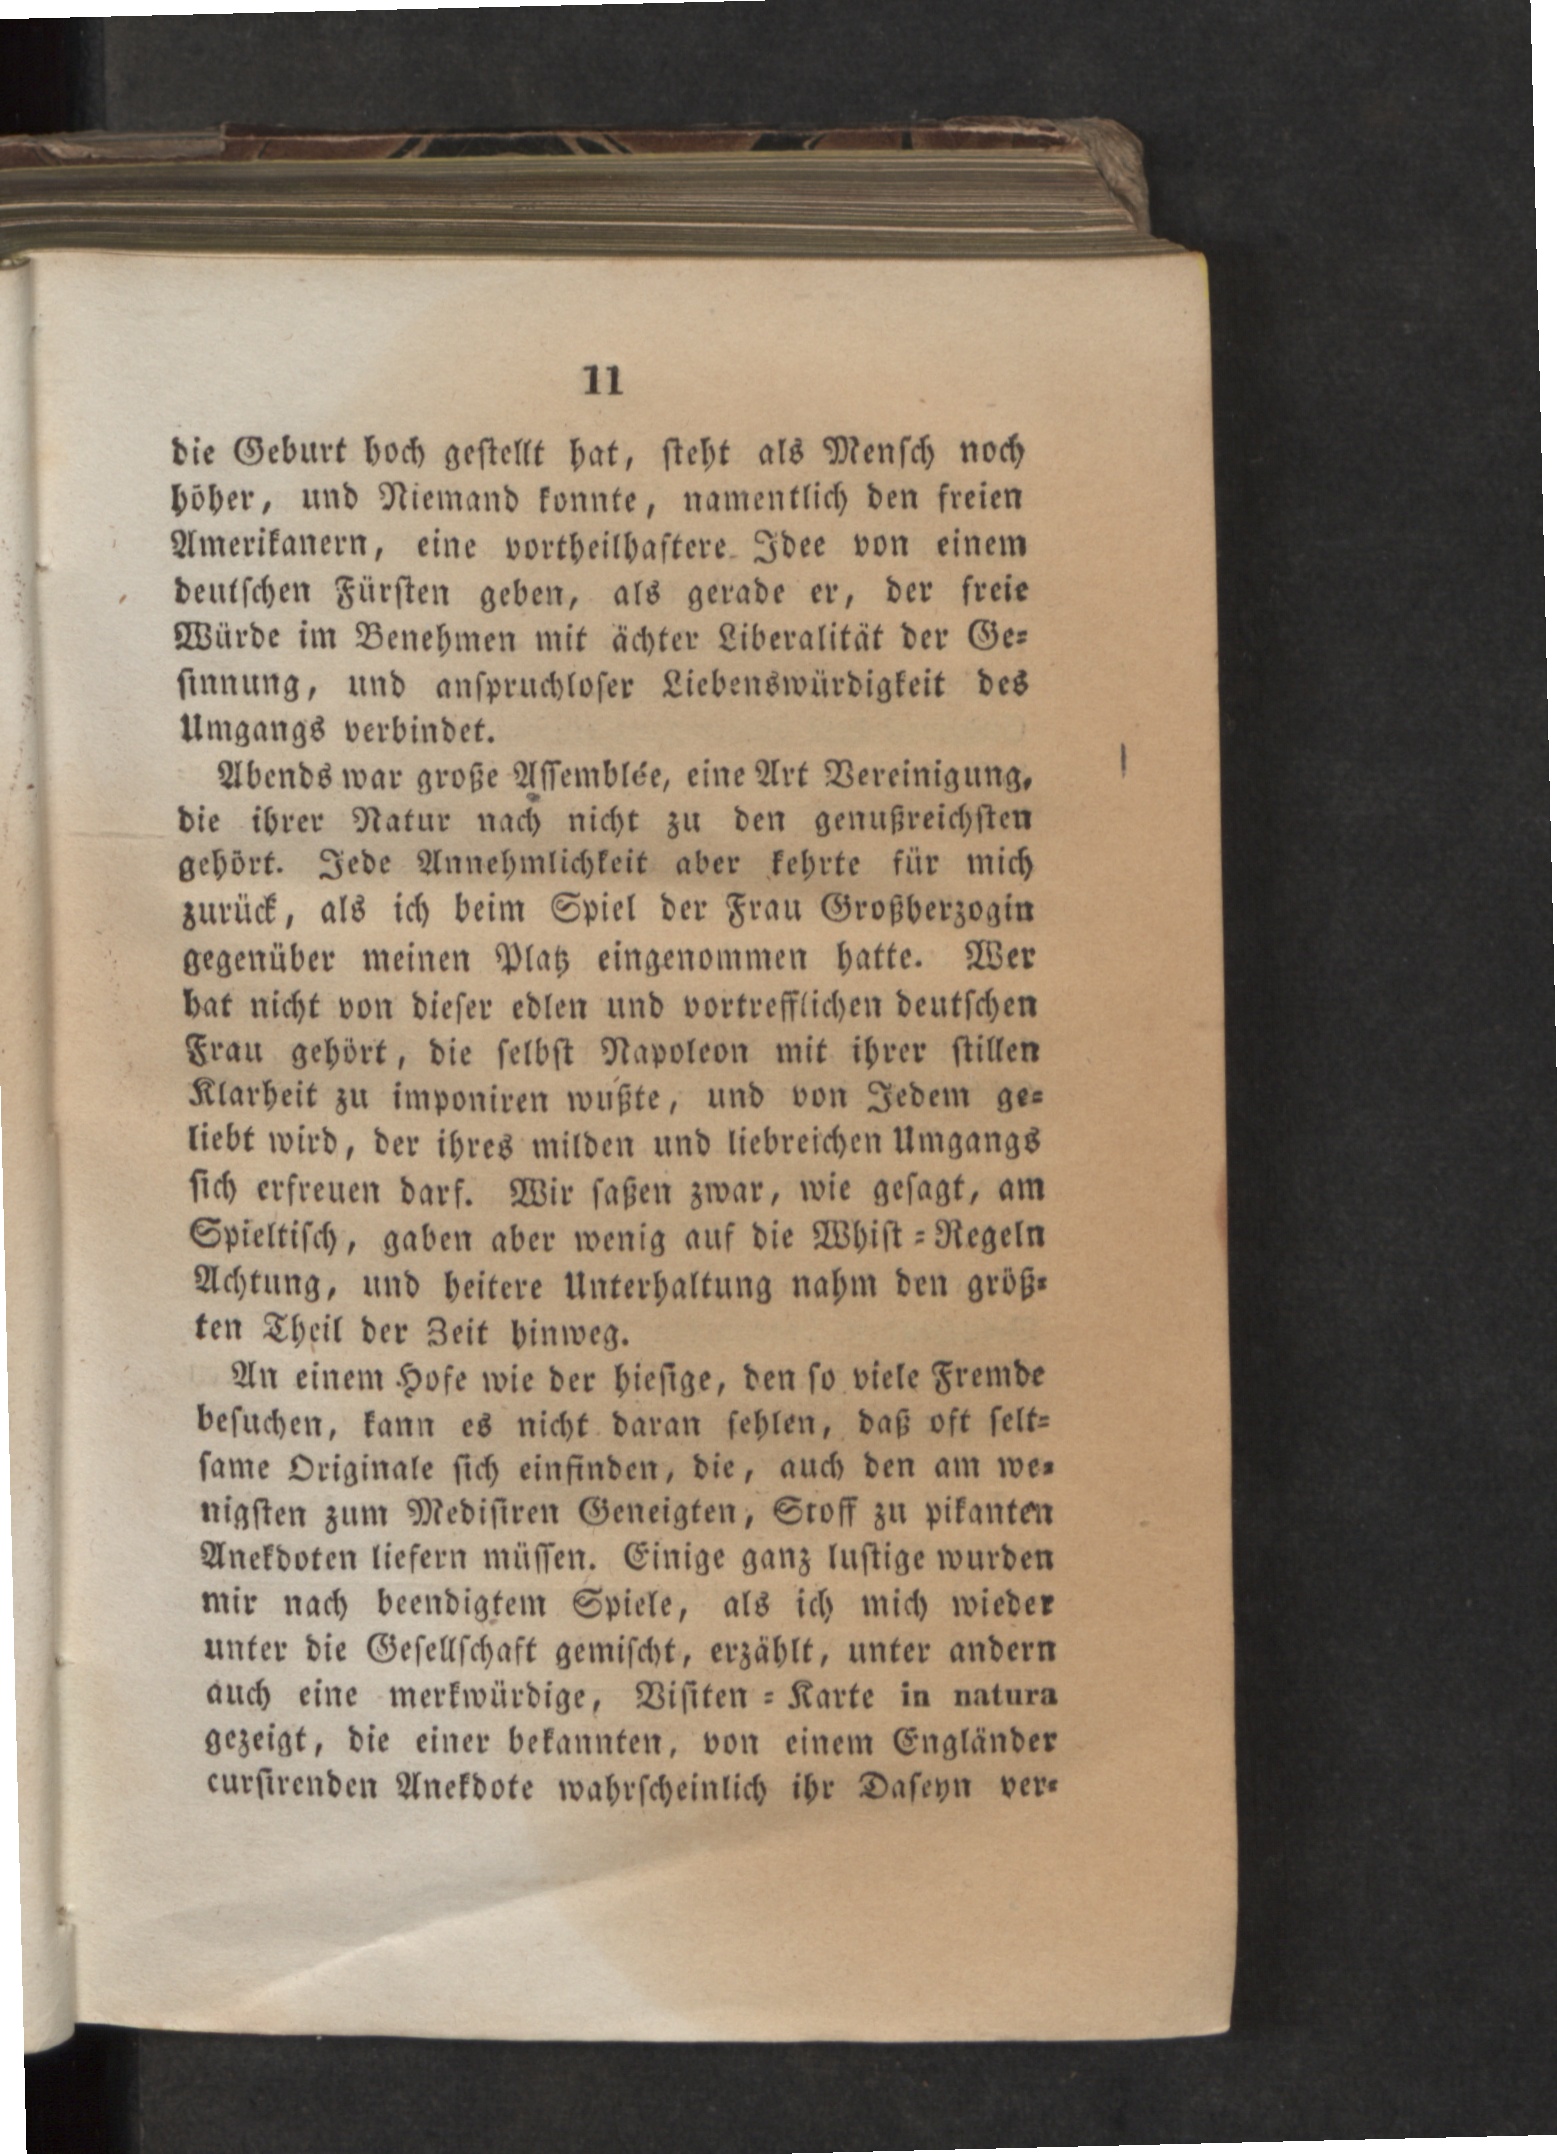 11
die Geburt hoch gestellt hat, steht als Mensch noch
höher, und Niemand konnte, namentlich den freien
Amerikanern, eine vortheilhaftere Idee von einem
deutschen Fürsten geben, als gerade er, der freie
Würde im Benehmen mit ächter Liberalität der Ge-
sinnung, und anspruchloser Liebenswürdigkeit des
Umgangs verbindet.
Abends war große Assemblée, eine Art Vereinigung,
die ihrer Natur nach nicht zu den genußreichsten
gehört. Jede Annehmlichkeit aber kehrte für mich
zurück, als ich beim Spiel der Frau Großherzogin
gegenüber meinen Platz eingenommen hatte. Wer
hat nicht von dieser edlen und vortrefflichen deutschen
Frau gehört, die selbst Napoleon mit ihrer stillen
Klarheit zu imponiren wußte, und von Jedem ge-
liebt wird, der ihres milden und liebreichen Umgangs
sich erfreuen darf. Wir saßen zwar, wie gesagt, am
Spieltisch, gaben aber wenig auf die Whist-Regeln
Achtung, und heitere Unterhaltung nahm den größ-
ten Theil der Zeit hinweg.
An einem Hofe wie der hiesige, den so viele Fremde
besuchen, kann es nicht daran fehlen, daß oft selt-
same Originale sich einfinden, die, auch den am we-
nigsten zum Medisiren Geneigten, Stoff zu pikanten
Anekdoten liefern müssen. Einige ganz lustige wurden
mir nach beendigtem Spiele, als ich mich wieder
unter die Gesellschaft gemischt, erzählt, unter andern
auch eine merkwürdige, Visiten-Karte in natura
gezeigt, die einer bekannten, von einem Engländer
cursirenden Anekdote wahrscheinlich ihr Daseyn ver-